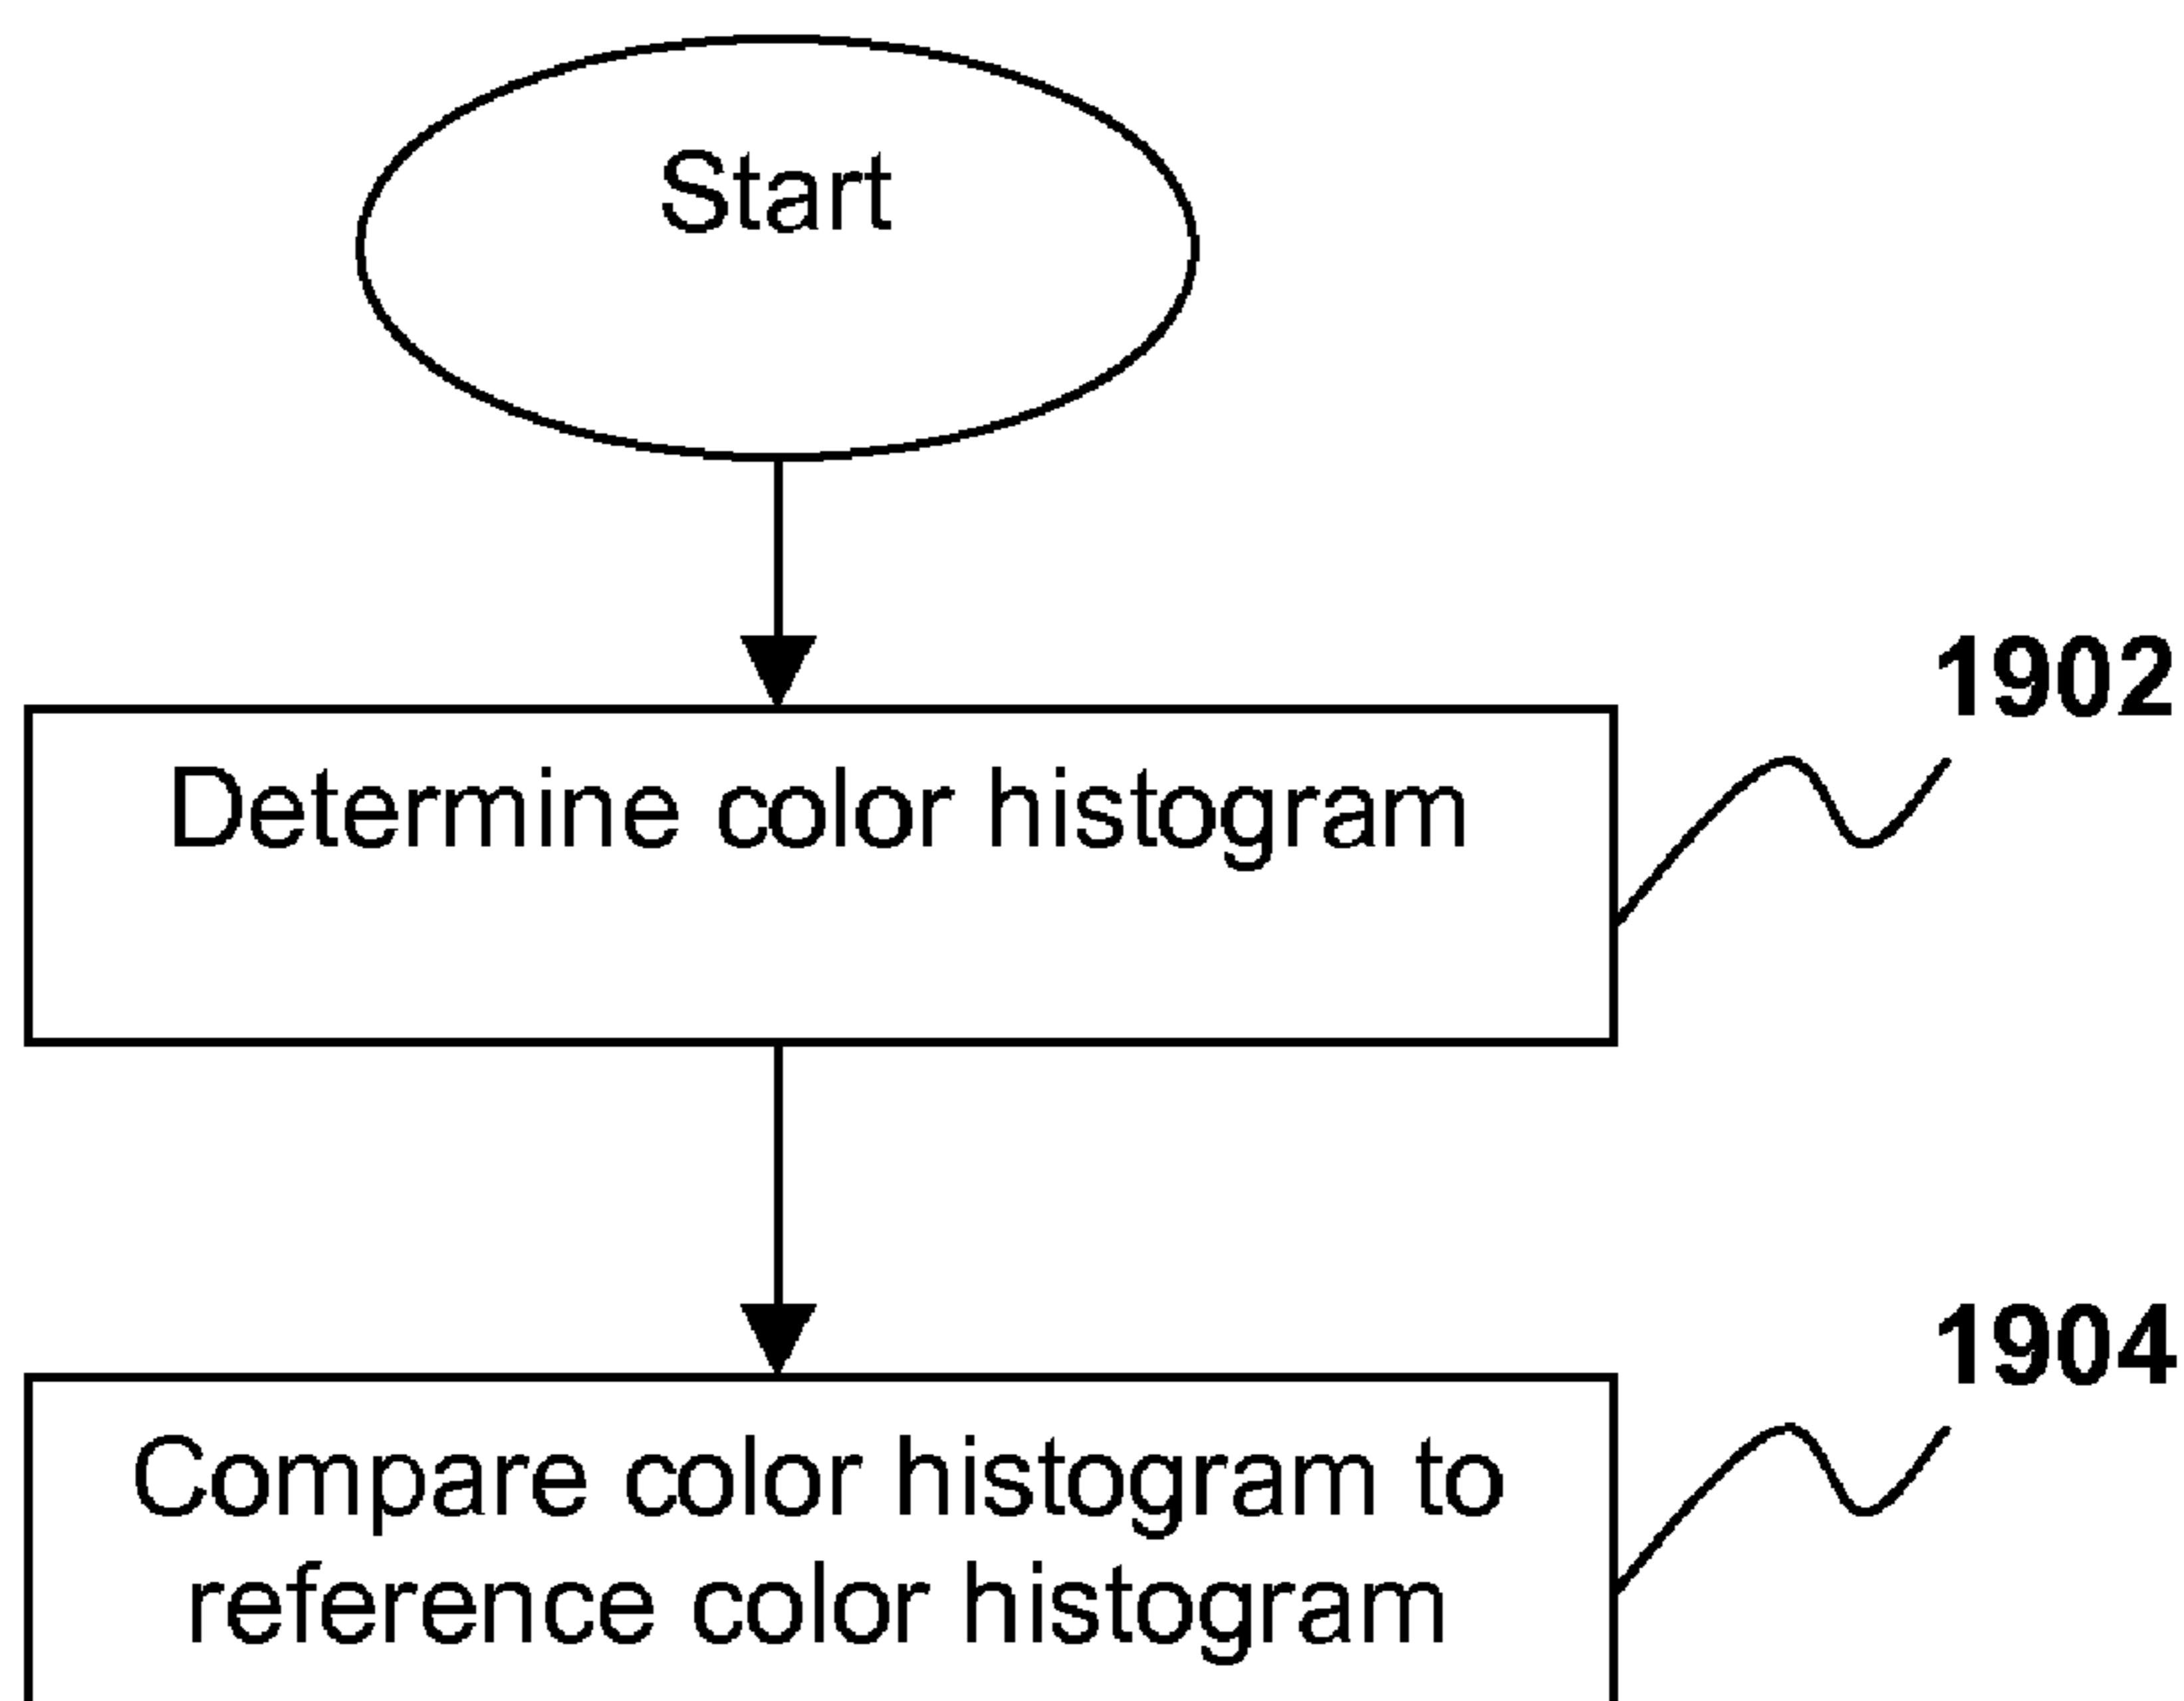 Start
1902
Determine color histogram
1904
Compare color histogram to
reference color histogram